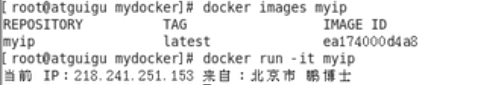 [root@atguigu mydocker]# docker images myip
REPOSITORY TAG IMAGE ID
myip latest ea174000d4a8
[root@atguigu mydocker]# docker run -it myip
当前 IP：218.241.251.153 来自：北京市 鹏博士